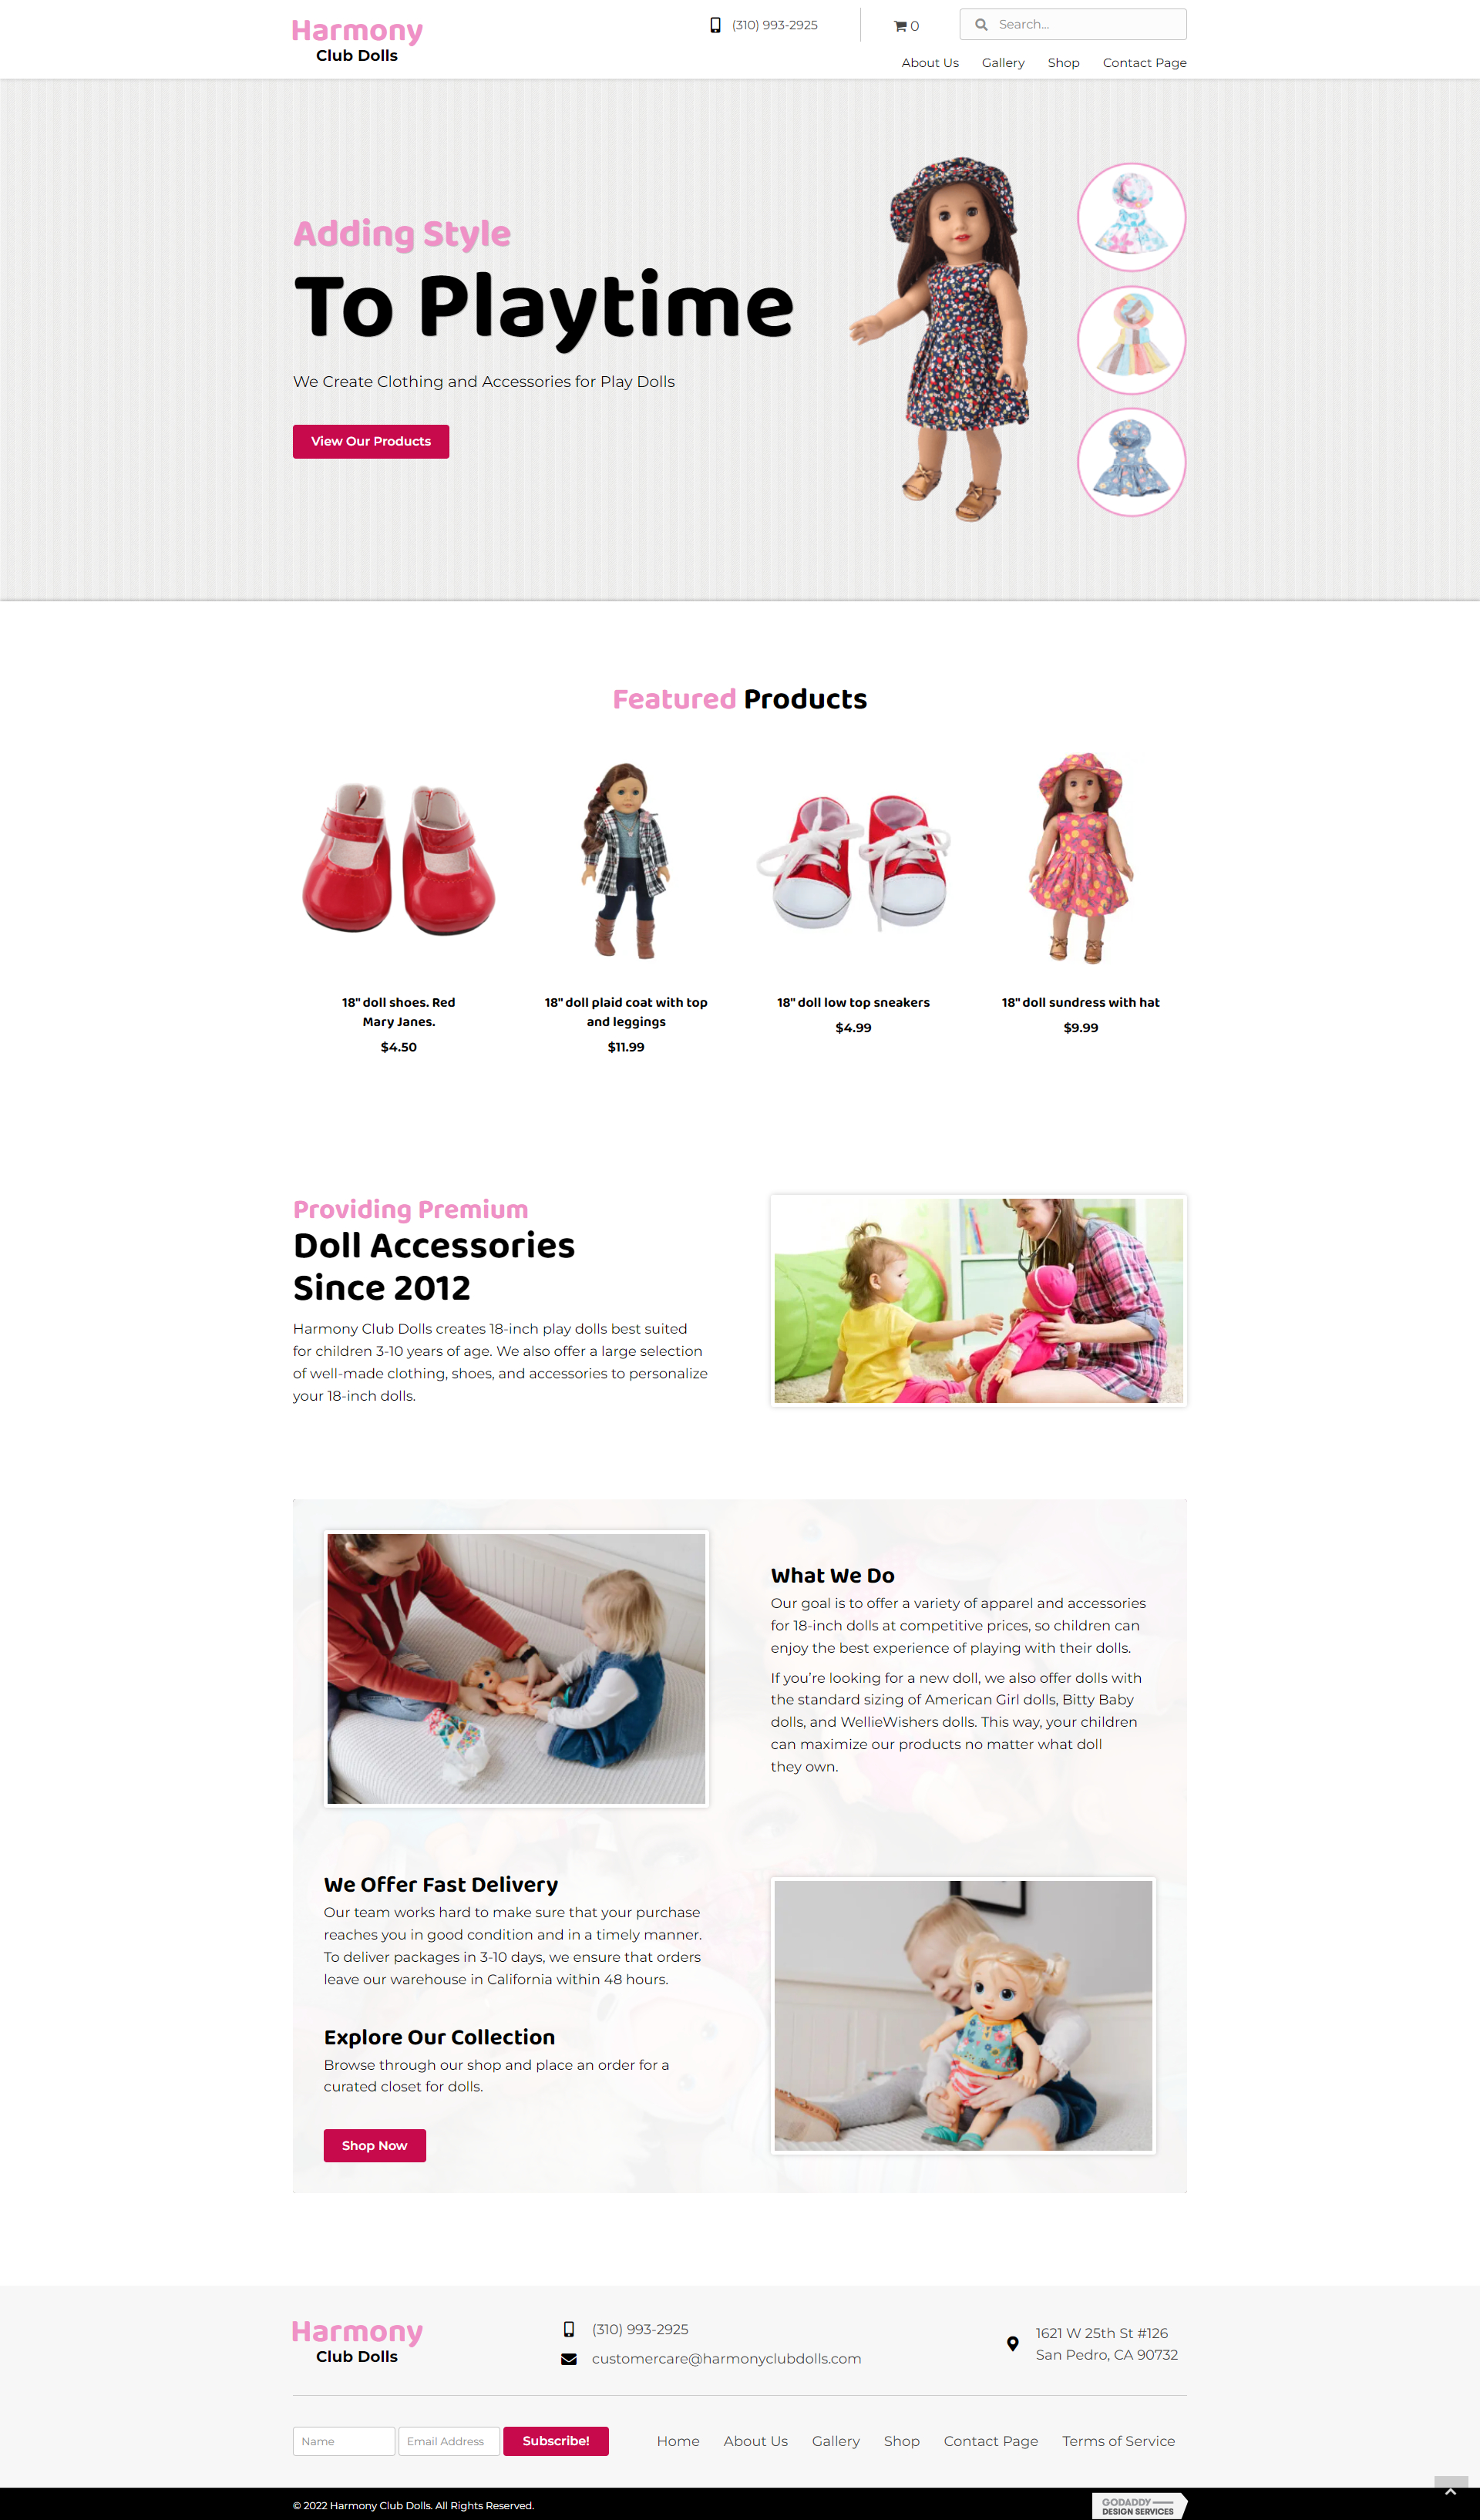 Harmony
Club Dolls
(310) 993-2925
0
Search...
About Us
Gallery
Shop
Contact Page
Adding Style
To Playtime
We Create Clothing and Accessories for Play Dolls
View Our Products
Featured Products
18" doll shoes. Red
Mary Janes.
$4.50
18" doll plaid coat with top
and leggings
$11.99
18" doll low top sneakers
$4.99
18" doll sundress with hat
$9.99
Providing Premium
Doll Accessories
Since 2012
Harmony Club Dolls creates 18-inch play dolls best suited
for children 3-10 years of age. We also offer a large selection
of well-made clothing, shoes, and accessories to personalize
your 18-inch dolls.
What We Do
Our goal is to offer a variety of apparel and accessories
for 18-inch dolls at competitive prices, so children can
enjoy the best experience of playing with their dolls.
If you’re looking for a new doll, we also offer dolls with
the standard sizing of American Girl dolls, Bitty Baby
dolls, and WellieWishers dolls. This way, your children
can maximize our products no matter what doll
they own.
We Offer Fast Delivery
Our team works hard to make sure that your purchase
reaches you in good condition and in a timely manner.
To deliver packages in 3-10 days, we ensure that orders
leave our warehouse in California within 48 hours.
Explore Our Collection
Browse through our shop and place an order for a
curated closet for dolls.
Shop Now
Harmony
Club Dolls
(310) 993-2925
customercare@harmonyclubdolls.com
1621 W 25th St #126
San Pedro, CA 90732
Name
Email Address
Subscribe!
Home
About Us
Gallery
Shop
Contact Page
Terms of Service
© 2022 Harmony Club Dolls. All Rights Reserved.
GODADDY
DESIGN SERVICES